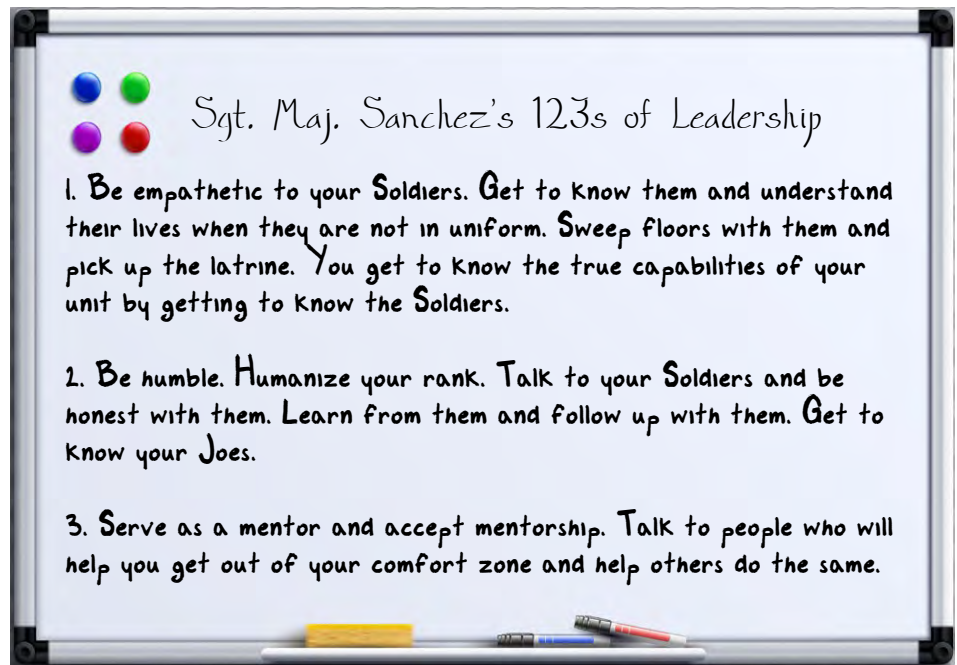 Sgt. Maj. Sanchez's 123s of Leadership
1. Be empathetic to your Soldiers. Get to know them and understand
their lives when they are not in uniform. Sweep floors with them and
pick up the latrine. You get to know the true capabilities of your
unit by getting to know the Soldiers.
2. Be humble. Humanize your rank. Talk to your Soldiers and be
honest with them. Learn from them and follow up with them. Get to
know your Joes.
3. Serve as a mentor and accept mentorship. Talk to people who will
help you get out of your comfort zone and help others do the same.